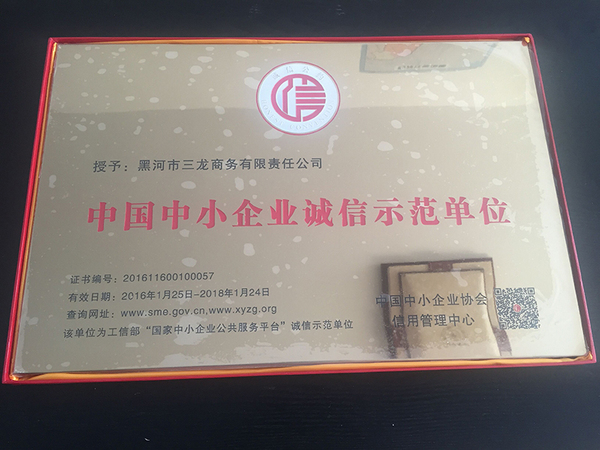 信
授予：黑河市三龙商务有限责任公司
中国中小企业诚信示范单位
证书编号：201611600100057
有效日期：2016年1月25日-2018年1月24日
查询网址：www.sme.gov.cn,www.xyzg.org
该单位为工信部“国家中小企业公共服务平台”诚信示范单位
中国中小企业协会
信用管理中心